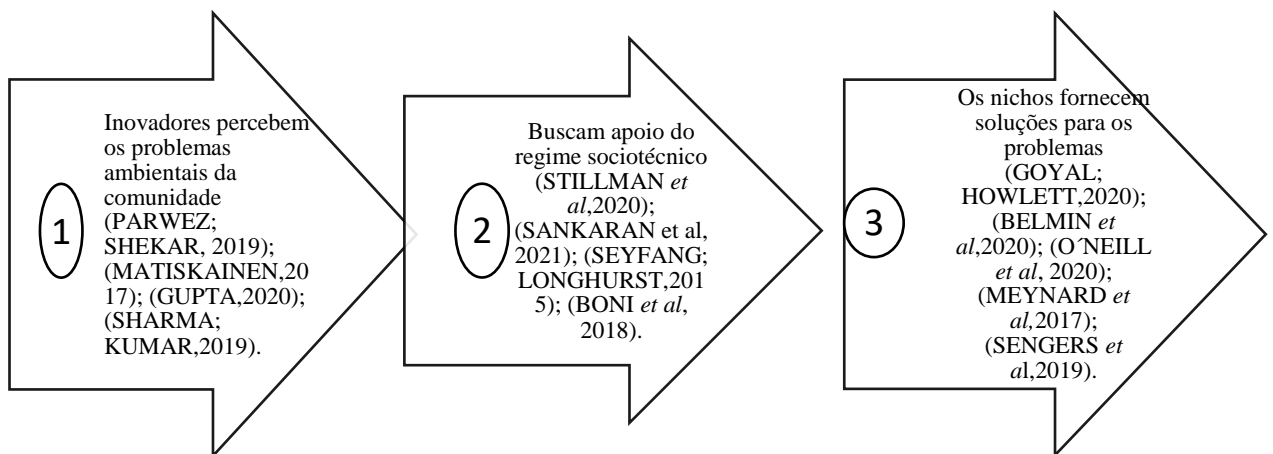 1
Inovadores percebem
os problemas
ambientais da
comunidade
(PARWEZ;
SHEKAR, 2019);
(MATISKAINEN,20
17); (GUPTA,2020);
(SHARMA;
KUMAR,2019).
2
Buscam apoio do
regime sociotécnico
(STILLMAN et
al,2020);
(SANKARAN et al,
2021); (SEYFANG;
LONGHURST,201
5); (BONI et al,
2018).
3
Os nichos fornecem
soluções para os
problemas
(GOYAL;
HOWLETT,2020);
(BELMIN et
al,2020); (O´NEILL
et al, 2020);
(MEYNARD et
al,2017);
(SENGERS et
al,2019).